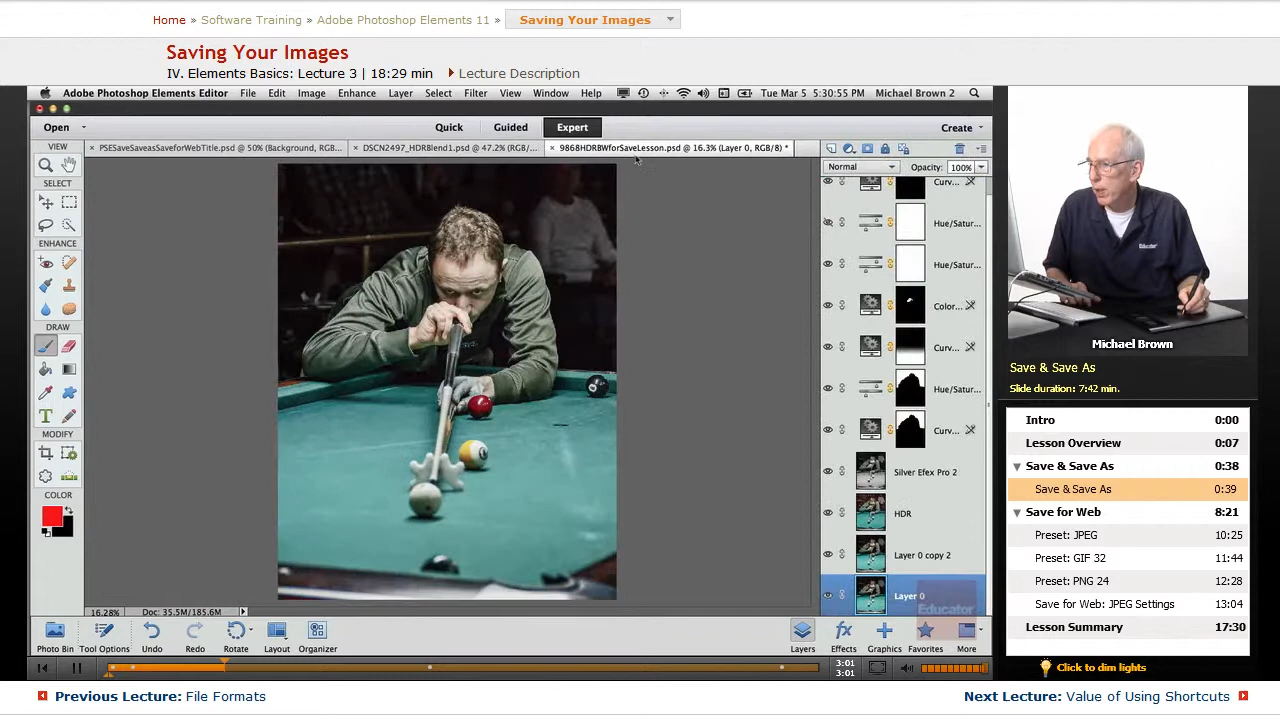 Home » Software Training » Adobe Photoshop Elements 11 » Saving Your Images
Saving Your Images
IV. Elements Basics: Lecture 3 | 18:29 min Lecture Description
Adobe Photoshop Elements Editor File Edit Image Enhance Layer Select Filter View Window Help Tue Mar 5 5:30:55 PM Michael Brown 2
Open Quick Guided Expert Create
VIEW × PSESaveSaveasSaveforWebTitle.psd @ 50% (Background, RGB... × DSCN2497_HDRBlend1.psd @ 47.2% (RGB/... × 9868HDRBWforSaveLesson.psd @ 16.3% (Layer 0, RGB/8) *
Normal Opacity: 100%
SELECT
ENHANCE
DRAW
T
MODIFY
COLOR
Curv...
Hue/Satur...
Hue/Satur...
Color...
Curv...
Hue/Satur...
Curv...
Silver Efex Pro 2
HDR
Layer 0 copy 2
Layer 0
Educator
16.28% Doc: 35.5M/185.6M
Photo Bin Tool Options Undo Redo Rotate Layout Organizer Layers Effects Graphics Favorites More
3:01
3:01
Educator
Michael Brown
Save & Save As
Slide duration: 7:42 min.
Intro 0:00
Lesson Overview 0:07
Save & Save As 0:38
Save & Save As 0:39
Save for Web 8:21
Preset: JPEG 10:25
Preset: GIF 32 11:44
Preset: PNG 24 12:28
Save for Web: JPEG Settings 13:04
Lesson Summary 17:30
Click to dim lights
Previous Lecture: File Formats
Next Lecture: Value of Using Shortcuts